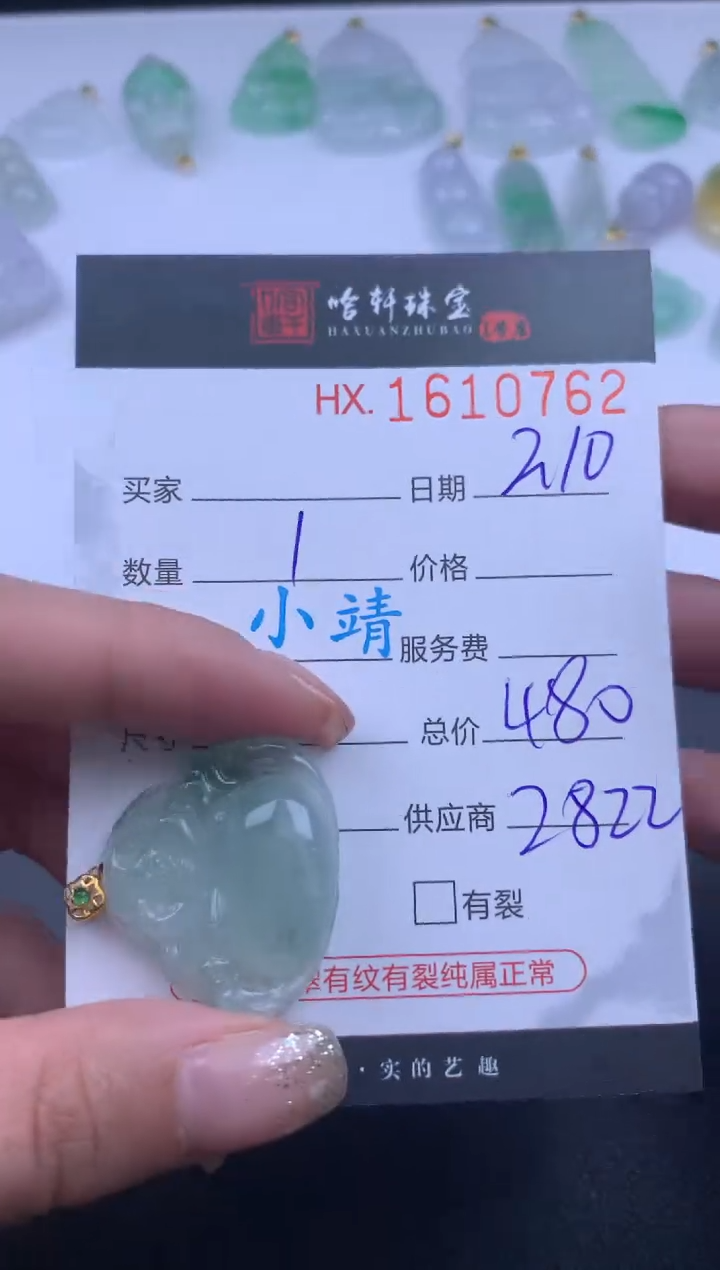 哈轩珠宝
HAXUANZHUBAO
HX. 1610762
买家 日期 210
数量 1 价格
小靖 服务费
总价 480
供应商 2822
有裂
有纹有裂纯属正常
·实的艺趣